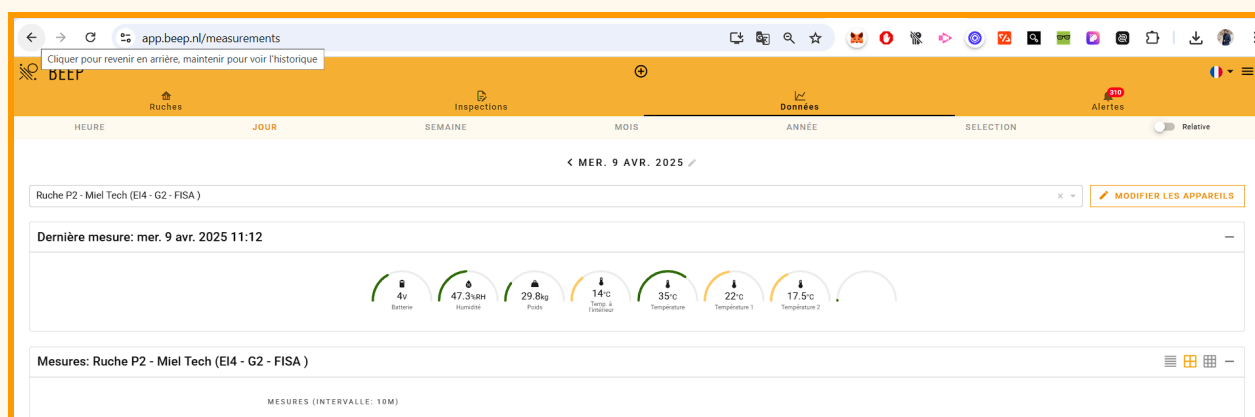 app.beep.nl/measurements
Cliquer pour revenir en arrière, maintenir pour voir l'historique
BEEP
Ruches
Inspections
Données
310
Alertes
HEURE
JOUR
SEMAINE
MOIS
ANNÉE
SELECTION
Relative
< MER. 9 AVR. 2025
Ruche P2 - Miel Tech (EI4 - G2 - FISA )
MODIFIER LES APPAREILS
Dernière mesure: mer. 9 avr. 2025 11:12
4V
Batterie
47.3%RH
Humidité
29.8kg
Poids
14°C
Temp. à
l'intérieur
35°C
Température
22°C
Température 1
17.5°C
Température 2
Mesures: Ruche P2 - Miel Tech (EI4 - G2 - FISA )
MESURES (INTERVALLE: 10M)